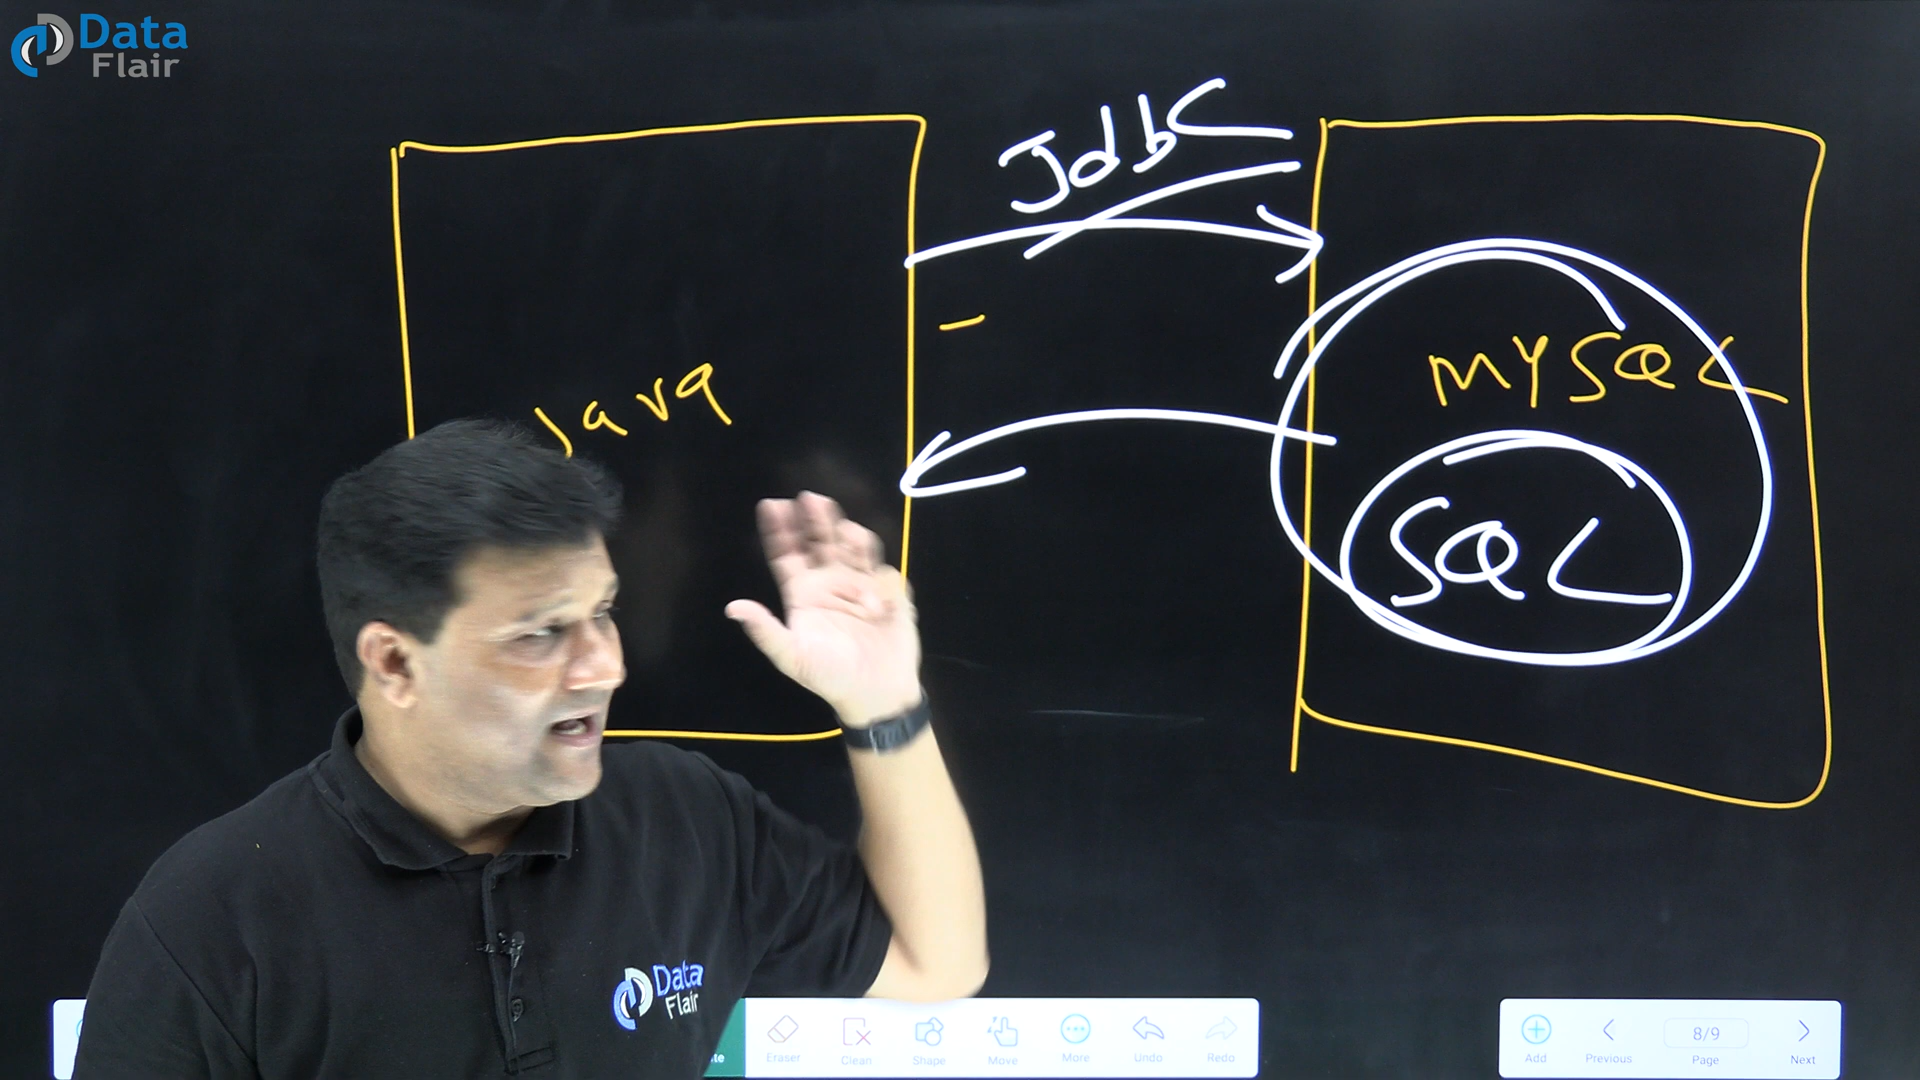 Data
Flair
Jdbc
Java
MYSQL
SQL
Data
Flair
te
Eraser
Clean
Shape
Move
More
Undo
Redo
Add
Previous
8/9
Page
Next